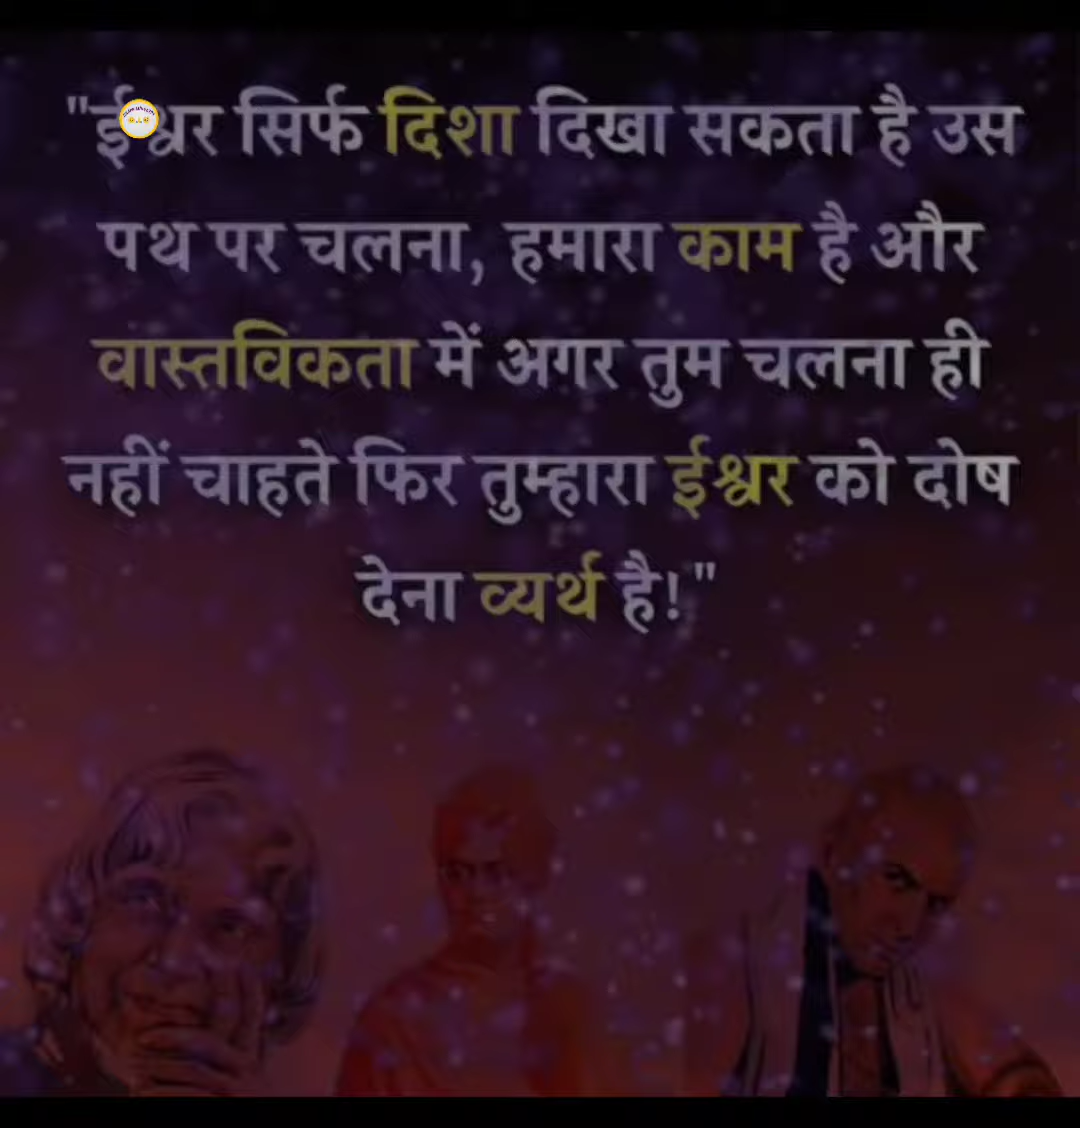 "ईश्वर सिर्फ दिशा दिखा सकता है उस
पथ पर चलना, हमारा काम है और
वास्तविकता में अगर तुम चलना ही
नहीं चाहते फिर तुम्हारा ईश्वर को दोष
देना व्यर्थ है!"